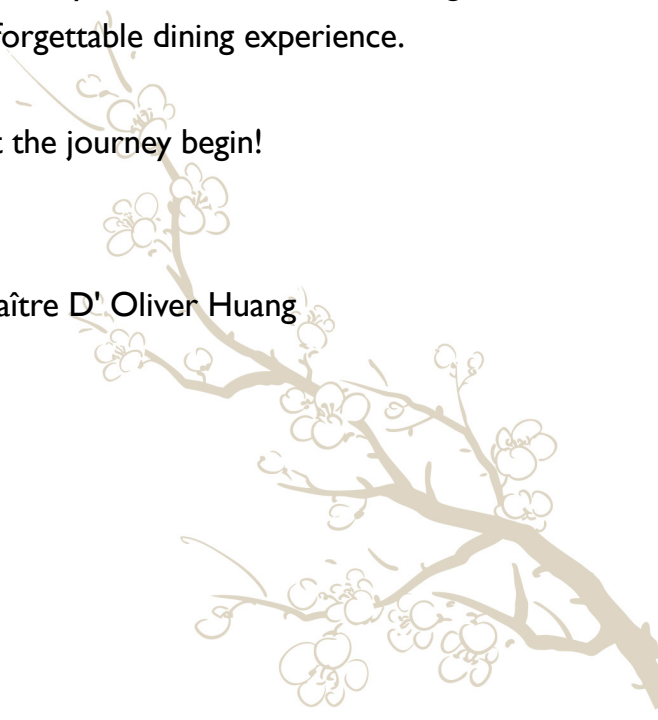 forgettable dining experience.
t the journey begin!
aître D' Oliver Huang